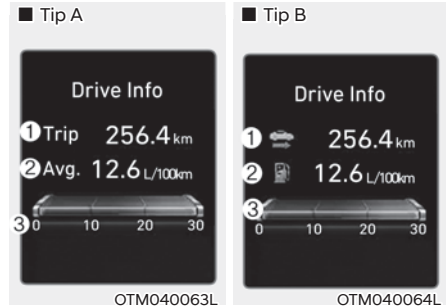 ■ Tip A
Drive Info
① Trip 256.4 km
② Avg. 12.6 L/100km
③
0 10 20 30
OTM040063L
■ Tip B
Drive Info
① 256.4 km
② 12.6 L/100km
③
0 10 20 30
OTM040064L